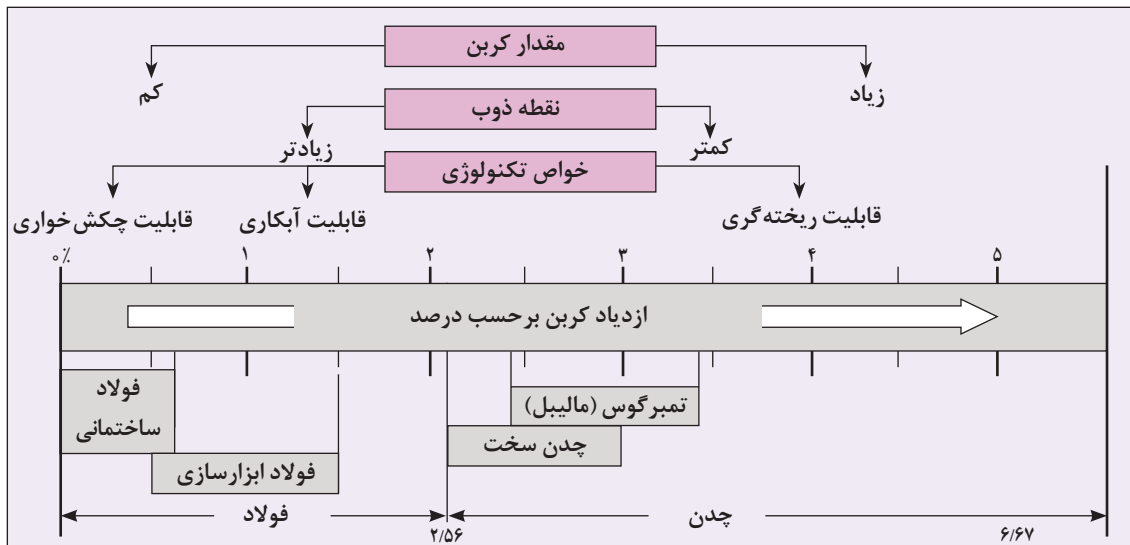 مقدار کربن
زیاد
کم
نقطه ذوب
کمتر
زیادتر
خواص تکنولوژی
قابلیت ریخته‌گری
قابلیت آبکاری
قابلیت چکش‌خواری
۰٪ ۱ ۲ ۳ ۴ ۵
ازدیاد کربن برحسب درصد
فولاد
ساختمانی
تمبرگوس (مالیبل)
چدن سخت
فولاد ابزارسازی
فولاد
چدن
۲/۵۶
۶/۶۷